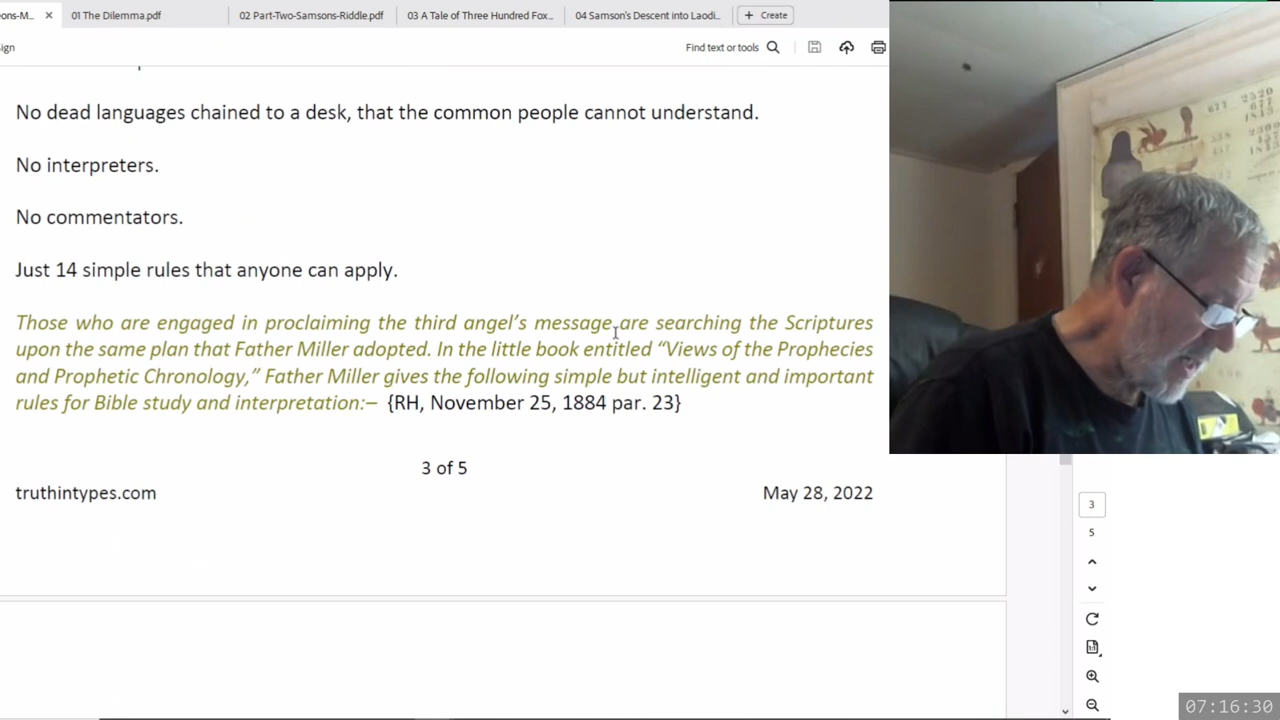 eons-M...
01 The Dilemma.pdf
02 Part-Two-Samsons-Riddle.pdf
03 A Tale of Three Hundred Fox...
04 Samson's Descent into Laodi...
Create
ign
Find text or tools
No dead languages chained to a desk, that the common people cannot understand.
No interpreters.
No commentators.
Just 14 simple rules that anyone can apply.
Those who are engaged in proclaiming the third angel’s message are searching the Scriptures
upon the same plan that Father Miller adopted. In the little book entitled “Views of the Prophecies
and Prophetic Chronology,” Father Miller gives the following simple but intelligent and important
rules for Bible study and interpretation:– {RH, November 25, 1884 par. 23}
3 of 5
truthintypes.com
May 28, 2022
3
5
677
2520
1843
07:16:30